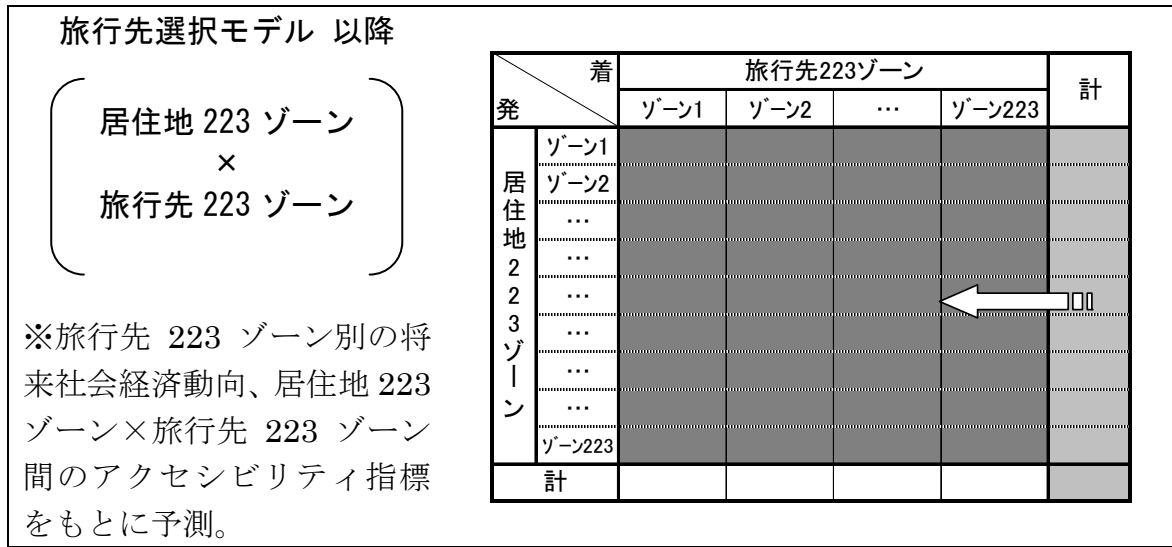 旅行先選択モデル 以降
居住地 223 ゾーン
×
旅行先 223 ゾーン
※旅行先 223 ゾーン別の将
来社会経済動向、居住地 223
ゾーン×旅行先 223 ゾーン
間のアクセシビリティ指標
をもとに予測。
着
旅行先223ゾーン
計
発
ｿﾞｰﾝ1
ｿﾞｰﾝ2
…
ｿﾞｰﾝ223
居住地223ゾーン
ｿﾞｰﾝ1
ｿﾞｰﾝ2
…
…
…
…
…
…
ｿﾞｰﾝ223
計